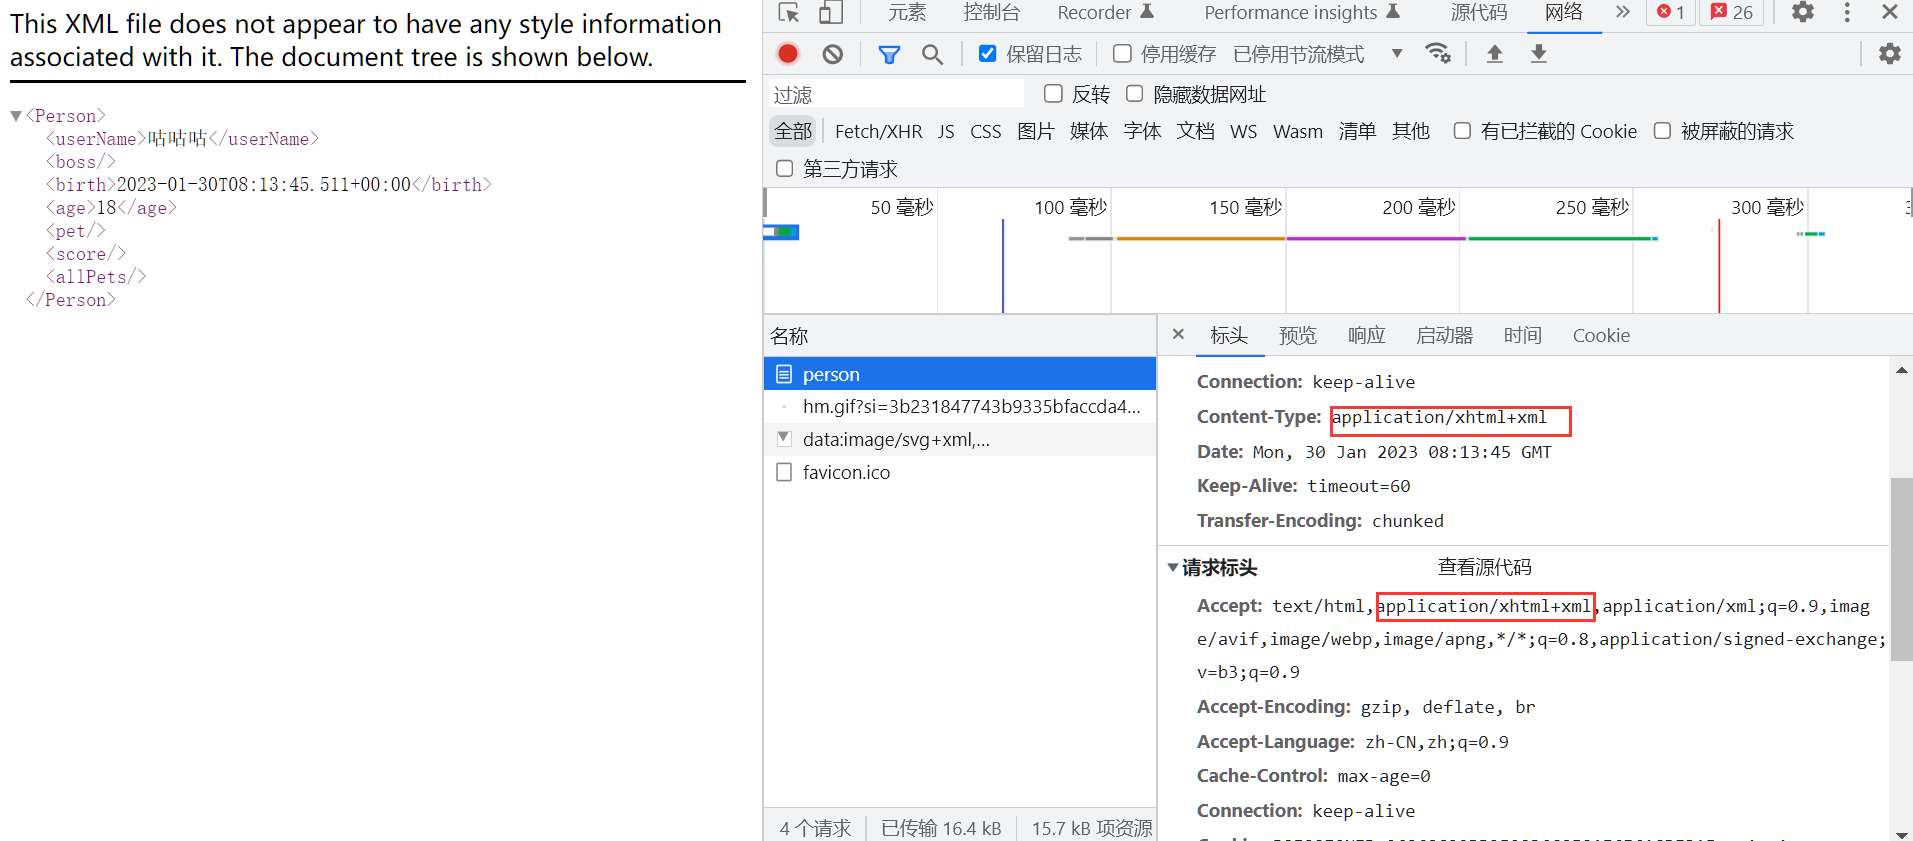 This XML file does not appear to have any style information
associated with it. The document tree is shown below.
▼<Person>
<userName>咕咕咕</userName>
<boss/>
<birth>2023-01-30T08:13:45.511+00:00</birth>
<age>18</age>
<pet/>
<score/>
<allPets/>
</Person>
元素 控制台 Recorder Performance insights 源代码 网络 » 1 26
保留日志 停用缓存 已停用节流模式
过滤 反转 隐藏数据网址
全部 Fetch/XHR JS CSS 图片 媒体 字体 文档 WS Wasm 清单 其他 有已拦截的 Cookie 被屏蔽的请求
第三方请求
50 毫秒 100 毫秒 150 毫秒 200 毫秒 250 毫秒 300 毫秒
名称
person
hm.gif?si=3b231847743b9335bfaccda4...
data:image/svg+xml,...
favicon.ico
4 个请求 已传输 16.4 kB 15.7 kB 项资源
× 标头 预览 响应 启动器 时间 Cookie
Connection: keep-alive
Content-Type: application/xhtml+xml
Date: Mon, 30 Jan 2023 08:13:45 GMT
Keep-Alive: timeout=60
Transfer-Encoding: chunked
▼请求标头 查看源代码
Accept: text/html,application/xhtml+xml,application/xml;q=0.9,imag
e/avif,image/webp,image/apng,*/*;q=0.8,application/signed-exchange;
v=b3;q=0.9
Accept-Encoding: gzip, deflate, br
Accept-Language: zh-CN,zh;q=0.9
Cache-Control: max-age=0
Connection: keep-alive